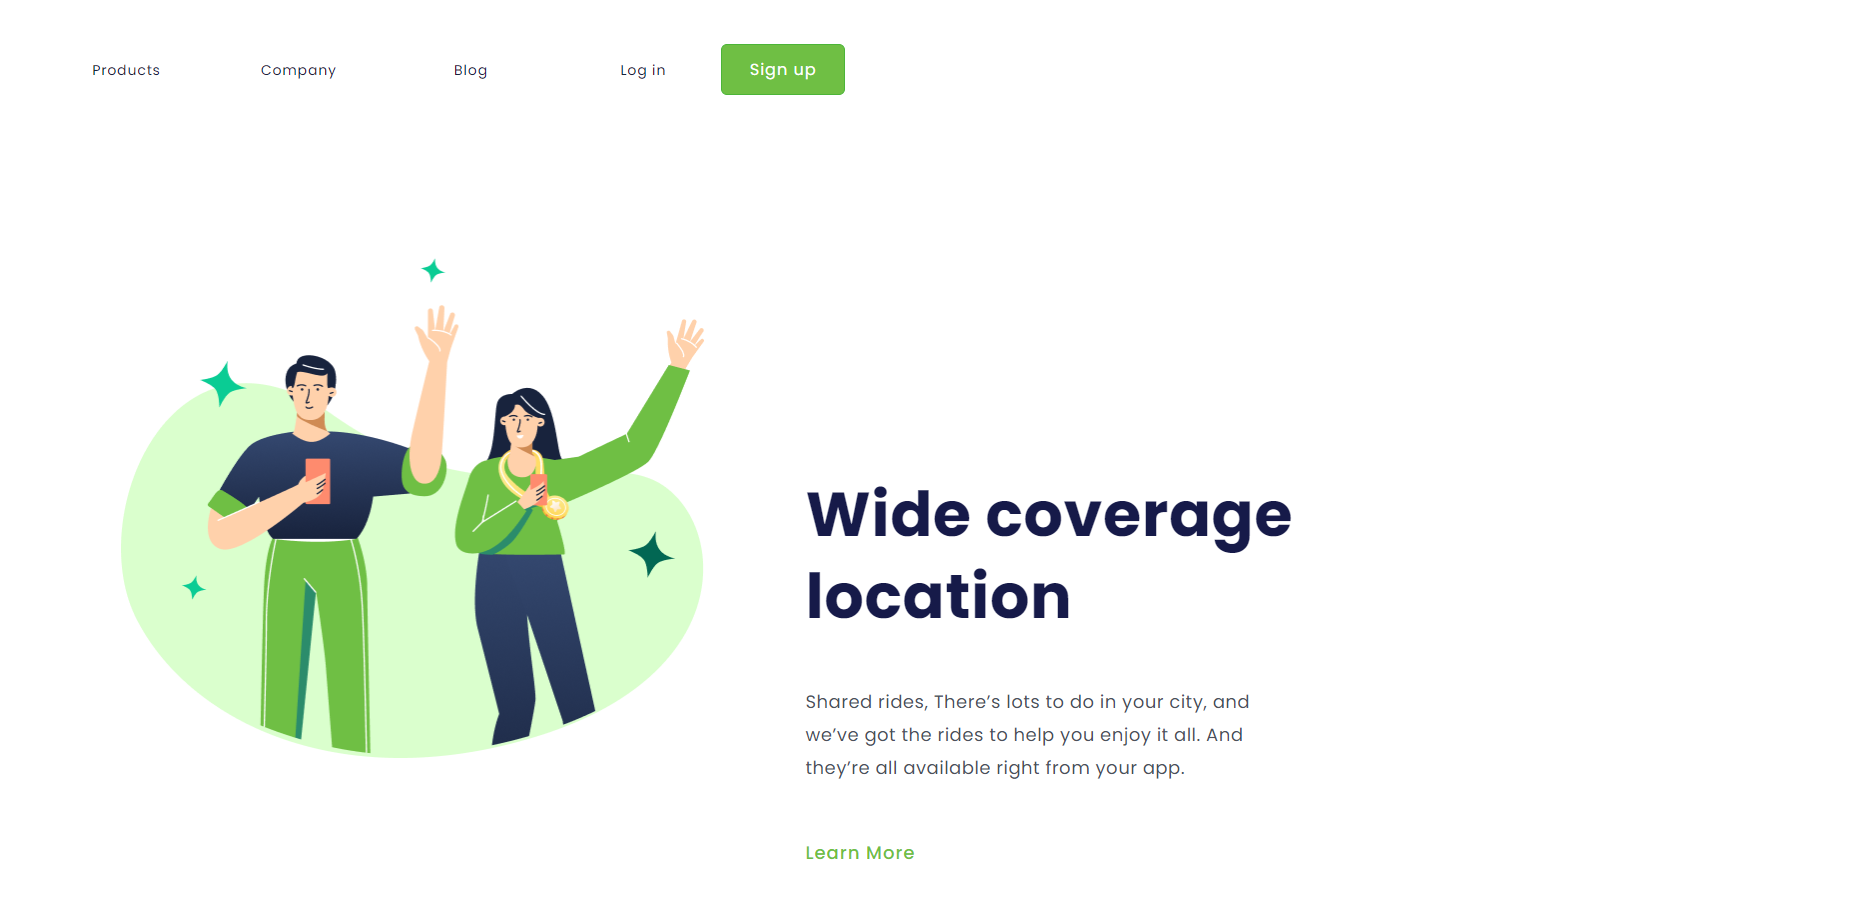 Products
Company
Blog
Log in
Sign up
Wide coverage
location
Shared rides, There’s lots to do in your city, and
we’ve got the rides to help you enjoy it all. And
they’re all available right from your app.
Learn More